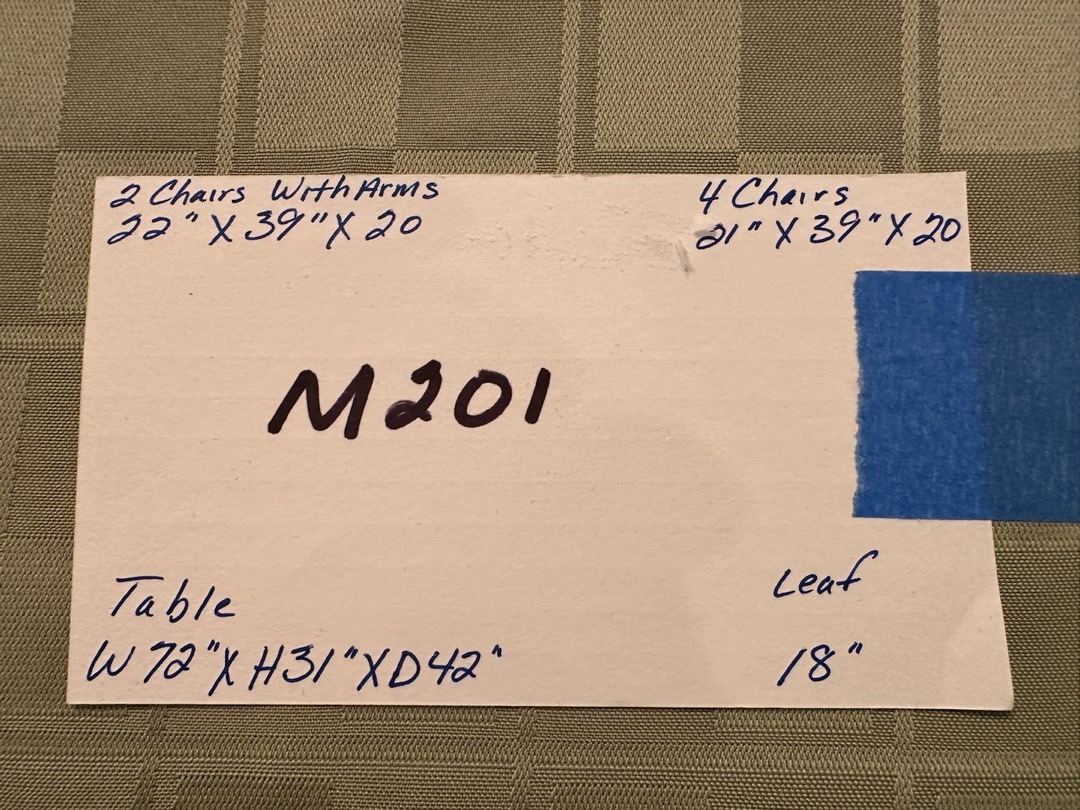 2 Chairs With Arms
22" X 39" X 20
4 Chairs
21" X 39" X 20
M201
Table
W 72" X H31" X D42"
Leaf
18"